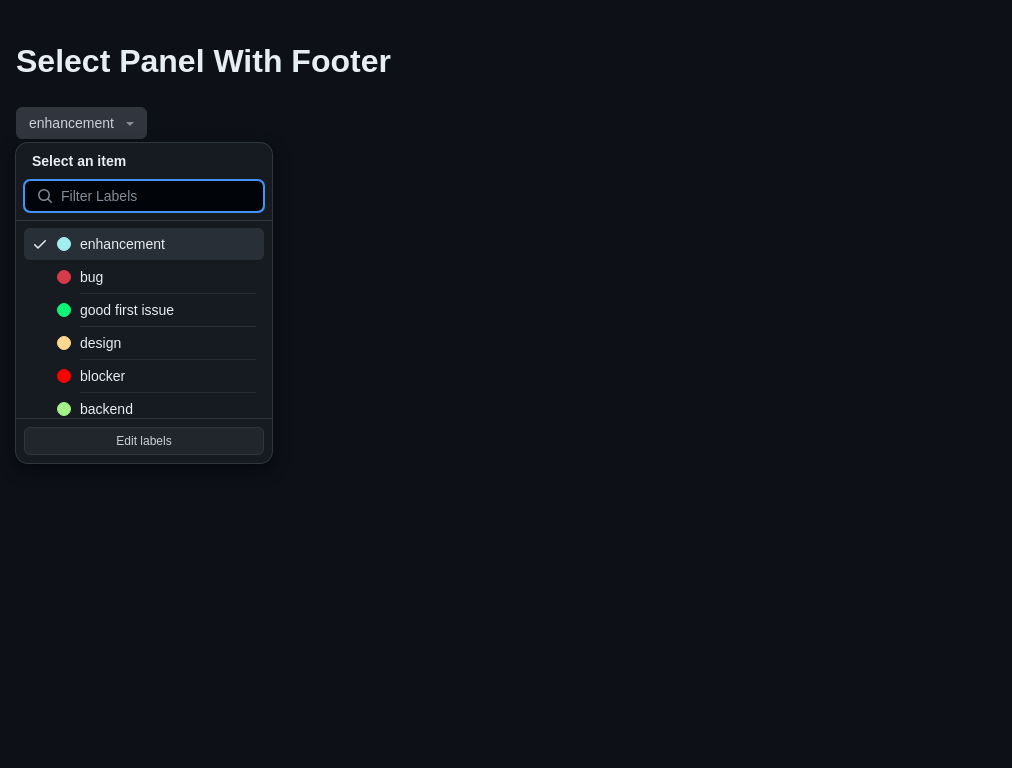 Select Panel With Footer
enhancement
Select an item
Filter Labels
enhancement
bug
good first issue
design
blocker
backend
Edit labels